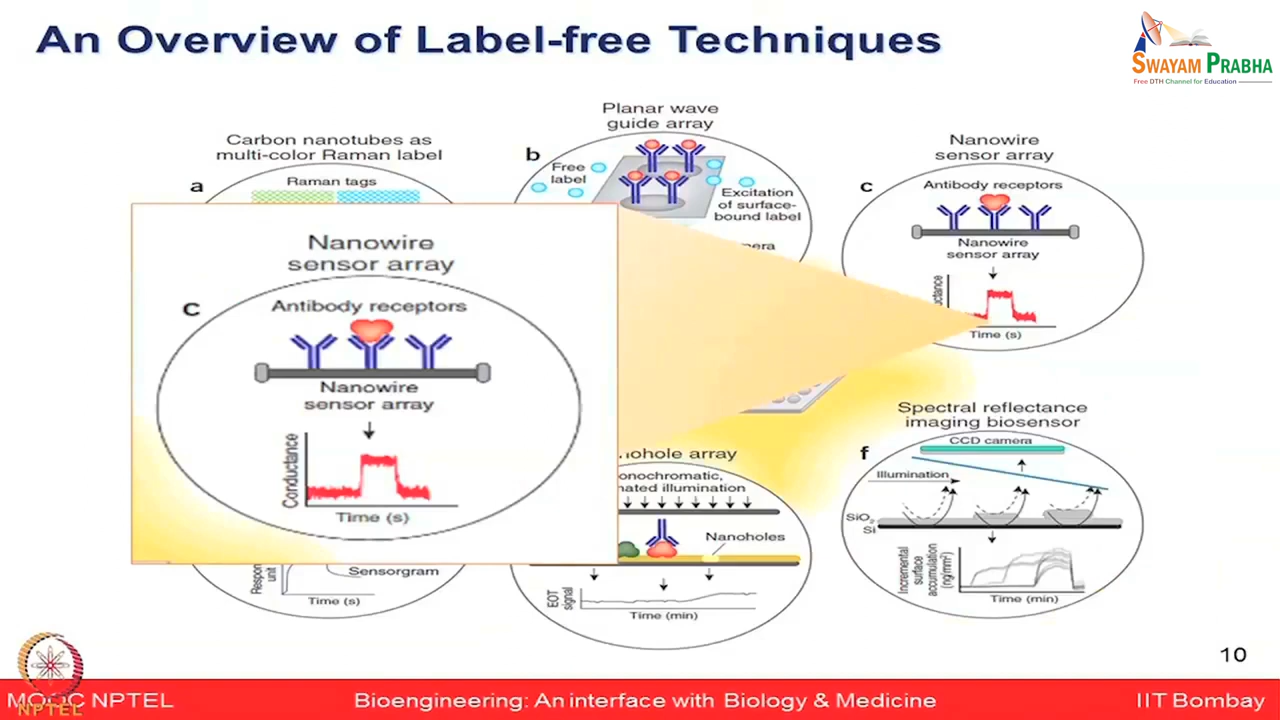 An Overview of Label-free Techniques
SWAYAM PRABHA
Free DTH Channel for Education
Carbon nanotubes as
multi-color Raman label
a
Raman tags
Planar wave
guide array
b
Free
label
Excitation
of surface-
bound label
Nanowire
sensor array
c
Antibody receptors
Nanowire
sensor array
Time (s)
Nanowire
sensor array
c
Antibody receptors
Nanowire
sensor array
Conductance
Time (s)
Sensorgram
unit
Time (s)
array
illumination
Nanoholes
EOT
signal
Time (min)
Spectral reflectance
imaging biosensor
f
CCD camera
Illumination
SiO2
Si
Incremental
surface
accumulation
(ng/mm²)
Time (min)
10
MOOC NPTEL
NPTEL
Bioengineering: An interface with Biology & Medicine
IIT Bombay